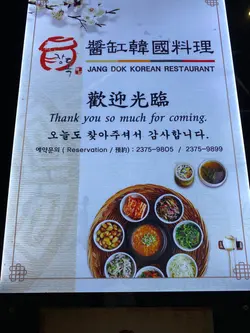 醬缸韓國料理
JANG DOK KOREAN RESTAURANT
歡迎光臨
Thank you so much for coming.
오늘도 찾아주셔서 감사합니다.
예약문의 ( Reservation / 預約) : 2375-9805 / 2375-9899